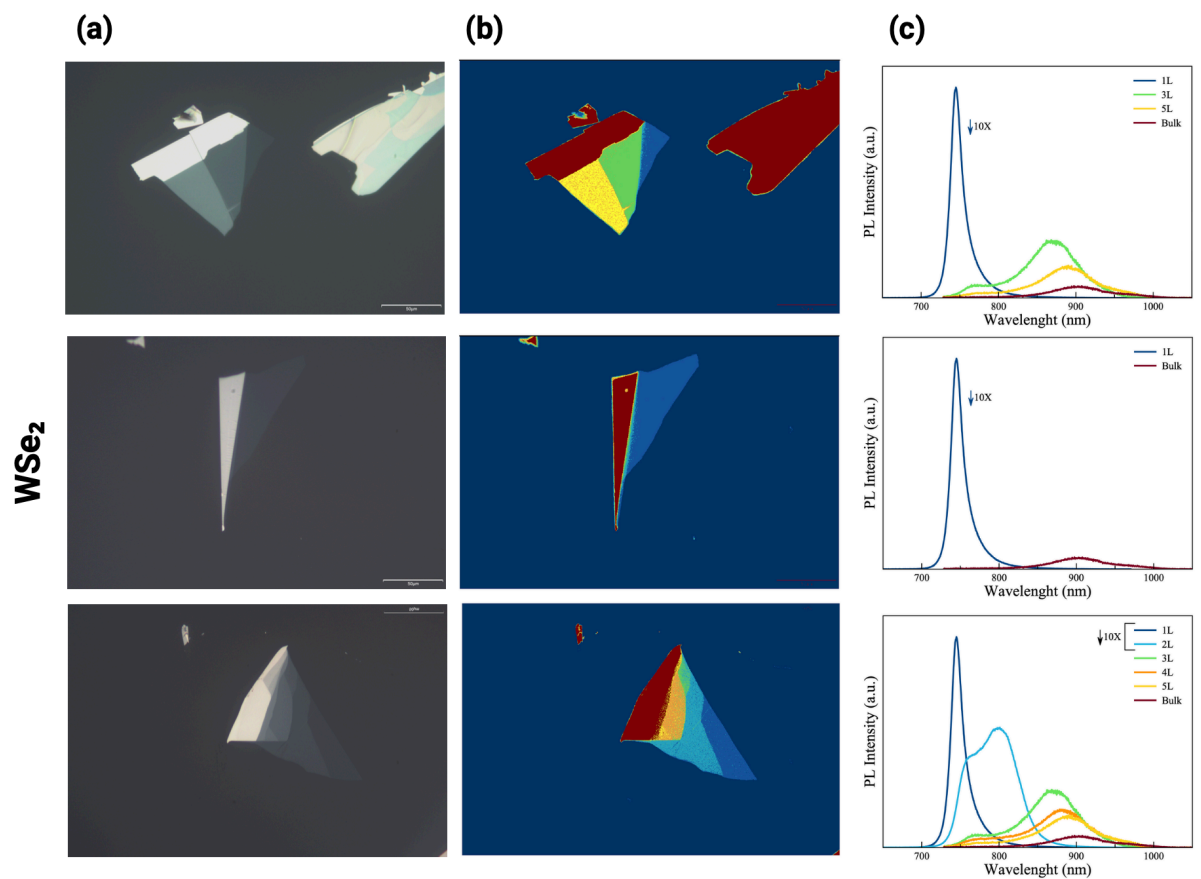 (a)
(b)
(c)
WSe₂
50µm
1L
3L
5L
Bulk
10X
PL Intensity (a.u.)
700
800
900
1000
Wavelenght (nm)
50µm
1L
Bulk
10X
PL Intensity (a.u.)
700
800
900
1000
Wavelenght (nm)
10X
1L
2L
3L
4L
5L
Bulk
PL Intensity (a.u.)
700
800
900
1000
Wavelenght (nm)